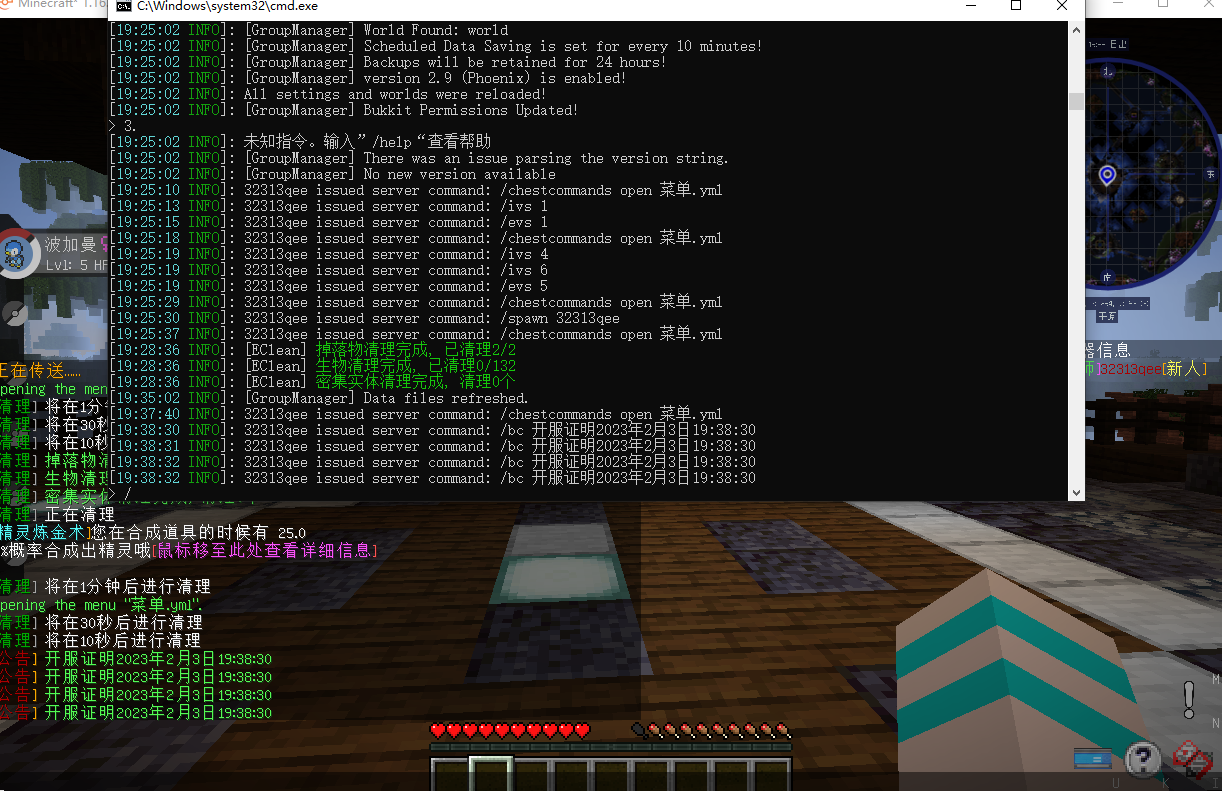 Minecraft* 1.16
C:\Windows\system32\cmd.exe
[19:25:02 INFO]: [GroupManager] World Found: world
[19:25:02 INFO]: [GroupManager] Scheduled Data Saving is set for every 10 minutes!
[19:25:02 INFO]: [GroupManager] Backups will be retained for 24 hours!
[19:25:02 INFO]: [GroupManager] version 2.9 (Phoenix) is enabled!
[19:25:02 INFO]: All settings and worlds were reloaded!
[19:25:02 INFO]: [GroupManager] Bukkit Permissions Updated!
> 3.
[19:25:02 INFO]: 未知指令。输入”/help“查看帮助
[19:25:02 INFO]: [GroupManager] There was an issue parsing the version string.
[19:25:02 INFO]: [GroupManager] No new version available
[19:25:10 INFO]: 32313qee issued server command: /chestcommands open 菜单.yml
[19:25:13 INFO]: 32313qee issued server command: /ivs 1
[19:25:15 INFO]: 32313qee issued server command: /evs 1
[19:25:18 INFO]: 32313qee issued server command: /chestcommands open 菜单.yml
[19:25:19 INFO]: 32313qee issued server command: /ivs 4
[19:25:19 INFO]: 32313qee issued server command: /ivs 6
[19:25:19 INFO]: 32313qee issued server command: /evs 5
[19:25:29 INFO]: 32313qee issued server command: /chestcommands open 菜单.yml
[19:25:30 INFO]: 32313qee issued server command: /spawn 32313qee
[19:25:37 INFO]: 32313qee issued server command: /chestcommands open 菜单.yml
[19:28:36 INFO]: [EClean] 掉落物清理完成, 已清理2/2
[19:28:36 INFO]: [EClean] 生物清理完成, 已清理0/132
[19:28:36 INFO]: [EClean] 密集实体清理完成, 清理0个
[19:35:02 INFO]: [GroupManager] Data files refreshed.
[19:37:40 INFO]: 32313qee issued server command: /chestcommands open 菜单.yml
[19:38:30 INFO]: 32313qee issued server command: /bc 开服证明2023年2月3日19:38:30
[19:38:31 INFO]: 32313qee issued server command: /bc 开服证明2023年2月3日19:38:30
[19:38:32 INFO]: 32313qee issued server command: /bc 开服证明2023年2月3日19:38:30
[19:38:32 INFO]: 32313qee issued server command: /bc 开服证明2023年2月3日19:38:30
> /
波加曼♀
Lvl: 5 HP
北
东
南
平原
器信息
师]32313qee[新人]
正在传送……
pening the menu
清理] 将在1分钟
清理] 将在30秒
清理] 将在10秒
清理] 掉落物清
清理] 生物清理
清理] 密集实体
清理] 正在清理
精灵炼金术]您在合成道具的时候有 25.0
%概率合成出精灵哦[鼠标移至此处查看详细信息]
清理] 将在1分钟后进行清理
pening the menu "菜单.yml".
清理] 将在30秒后进行清理
清理] 将在10秒后进行清理
公告] 开服证明2023年2月3日19:38:30
公告] 开服证明2023年2月3日19:38:30
公告] 开服证明2023年2月3日19:38:30
公告] 开服证明2023年2月3日19:38:30
M
N
U
K
I